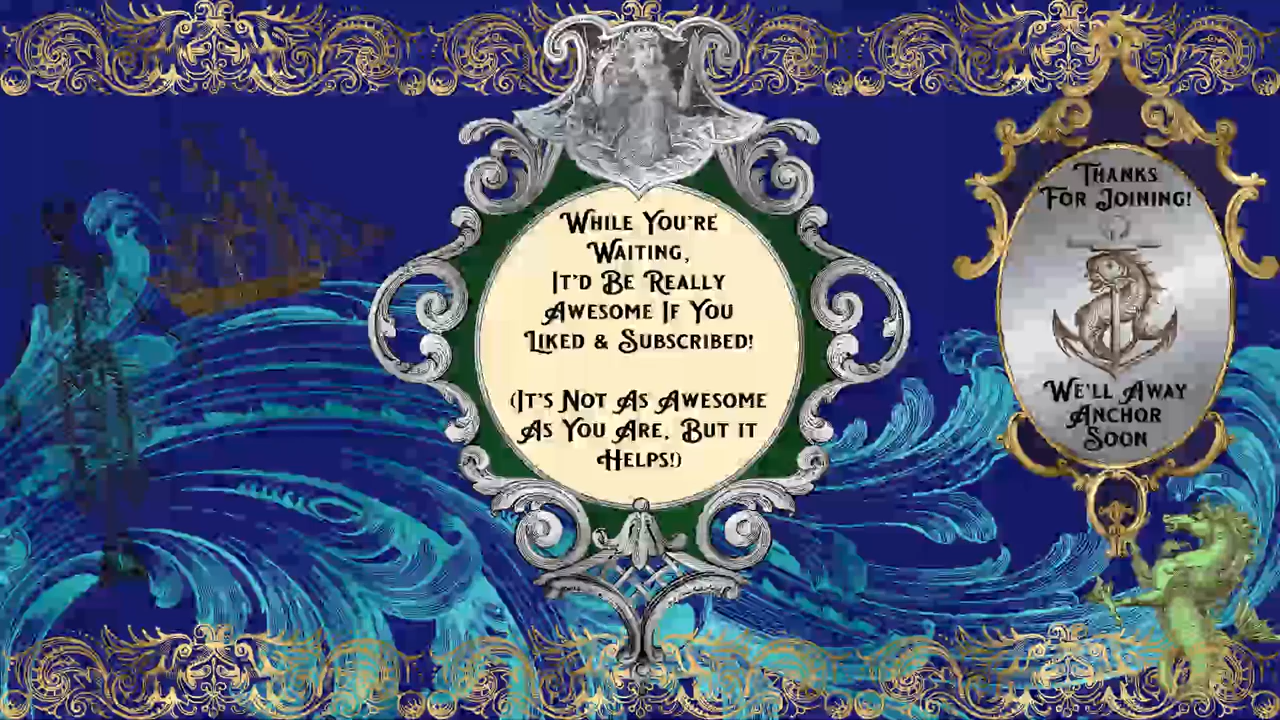 While You're
Waiting,
It'd Be Really
Awesome If You
Liked & Subscribed!
(It's Not As Awesome
As You Are, But it
Helps!)
Thanks
For Joining!
We'll Away
Anchor
Soon